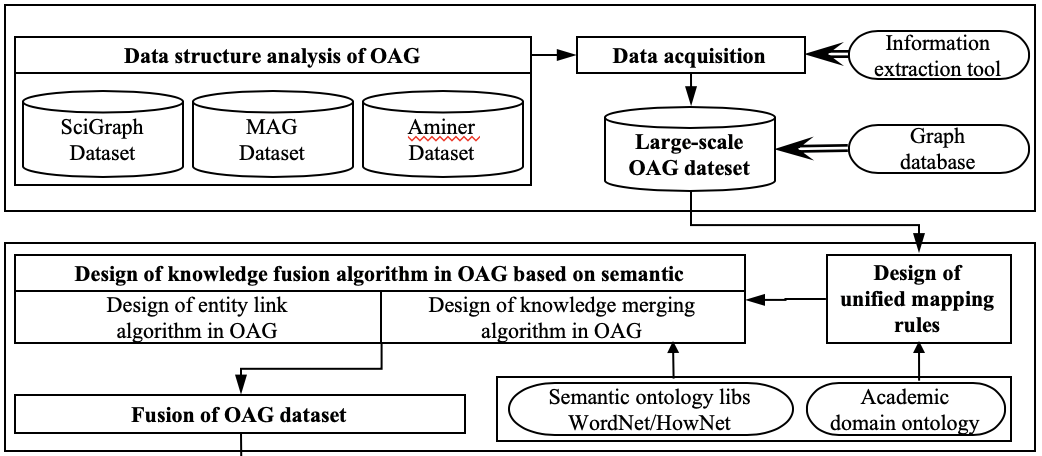 Data structure analysis of OAG
SciGraph
Dataset
MAG
Dataset
Aminer
Dataset
Data acquisition
Information
extraction tool
Large-scale
OAG dateset
Graph
database
Design of knowledge fusion algorithm in OAG based on semantic
Design of entity link
algorithm in OAG
Design of knowledge merging
algorithm in OAG
Design of
unified mapping
rules
Fusion of OAG dataset
Semantic ontology libs
WordNet/HowNet
Academic
domain ontology